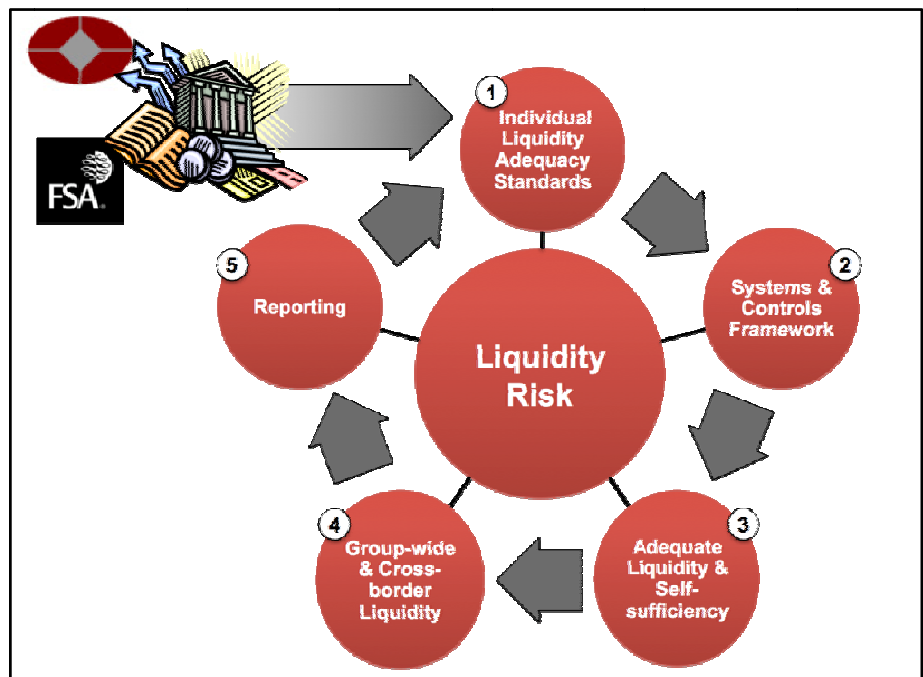 FSA
1
Individual
Liquidity
Adequacy
Standards
2
Systems &
Controls
Framework
3
Adequate
Liquidity &
Self-
sufficiency
4
Group-wide
& Cross-
border
Liquidity
5
Reporting
Liquidity
Risk